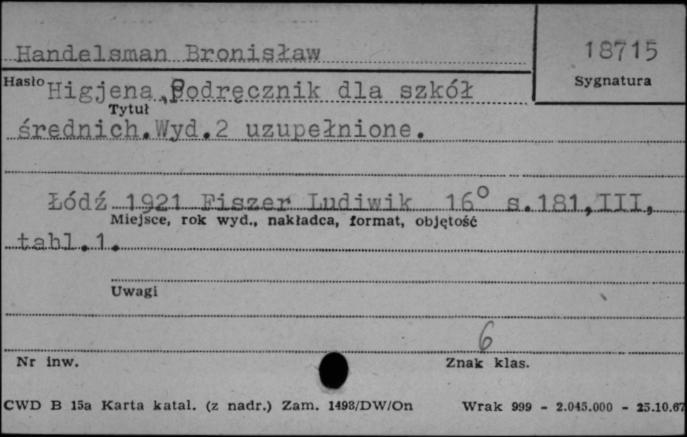 Handelsman Bronisław
18715
Hasło
Sygnatura
Higjena, Podręcznik dla szkół
Tytuł
średnich. Wyd.2 uzupełnione.
Łódź 1921 Fiszer Ludiwik 16° s.181, III,
Miejsce, rok wyd., nakładca, format, objętość
tabl.1.
Uwagi
6
Nr inw.
Znak klas.
CWD B 15a Karta katal. (z nadr.) Zam. 1498/DW/On
Wrak 999 - 2.045.000 - 25.10.67